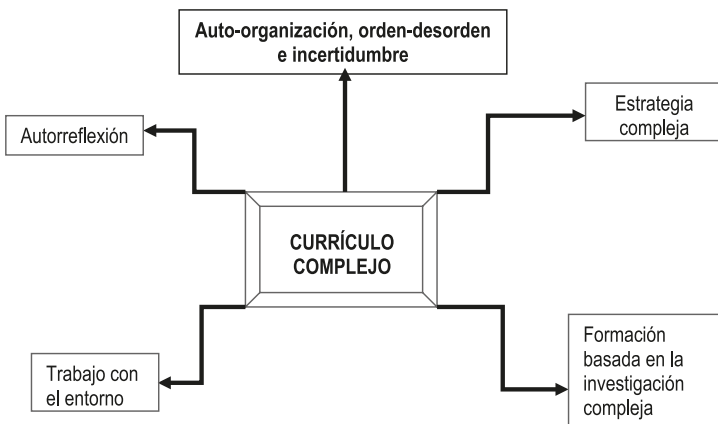 Auto-organización, orden-desorden
e incertidumbre
Autorreflexión
Estrategia
compleja
CURRÍCULO
COMPLEJO
Trabajo con
el entorno
Formación
basada en la
investigación
compleja